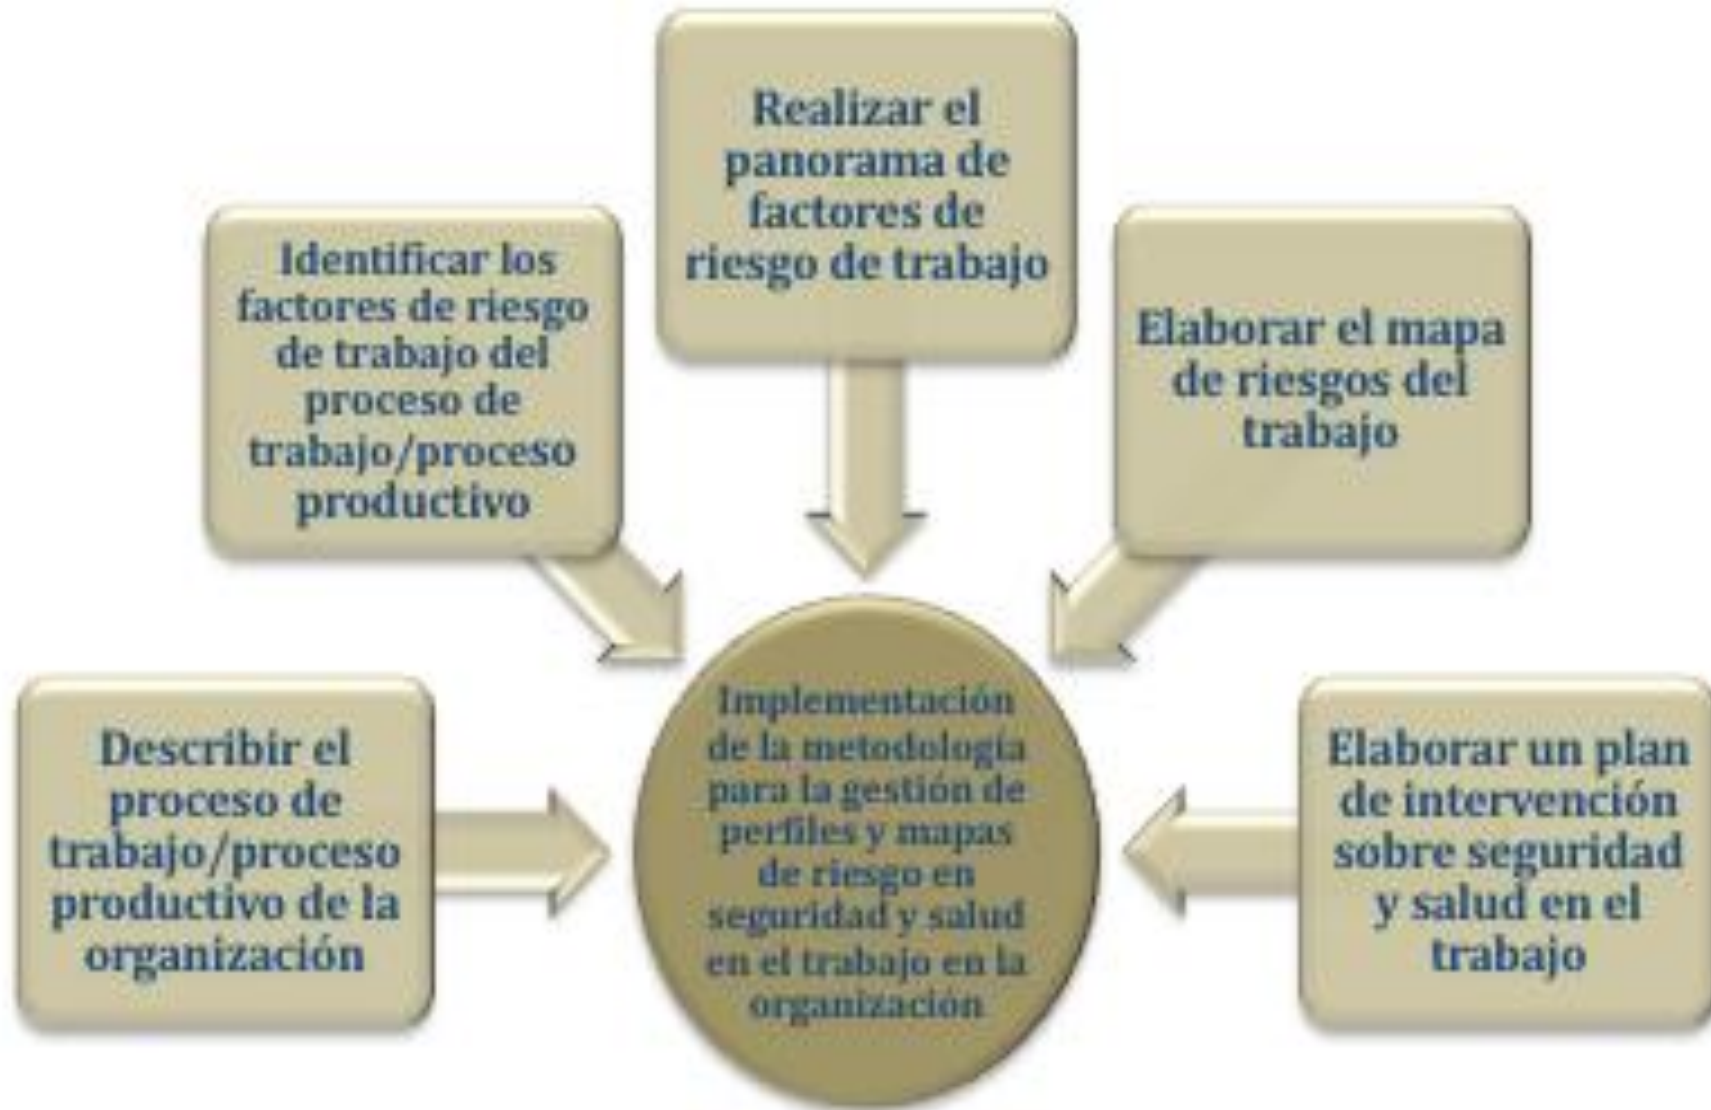 Realizar el
panorama de
factores de
riesgo de trabajo
Identificar los
factores de riesgo
de trabajo del
proceso de
trabajo/proceso
productivo
Elaborar el mapa
de riesgos del
trabajo
Describir el
proceso de
trabajo/proceso
productivo de la
organización
Implementación
de la metodología
para la gestión de
perfiles y mapas
de riesgo en
seguridad y salud
en el trabajo en la
organización
Elaborar un plan
de intervención
sobre seguridad
y salud en el
trabajo